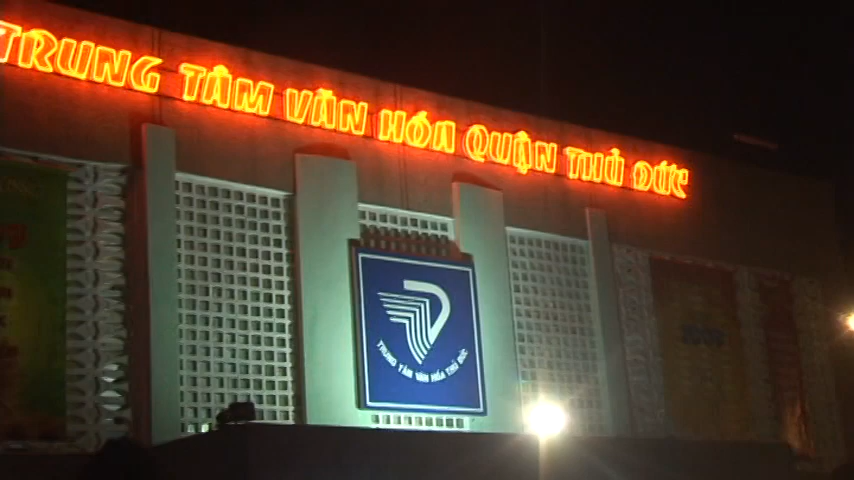 TRUNG TÂM VĂN HÓA QUẬN THỦ ĐỨC
TRUNG TÂM VĂN HÓA THỦ ĐỨC